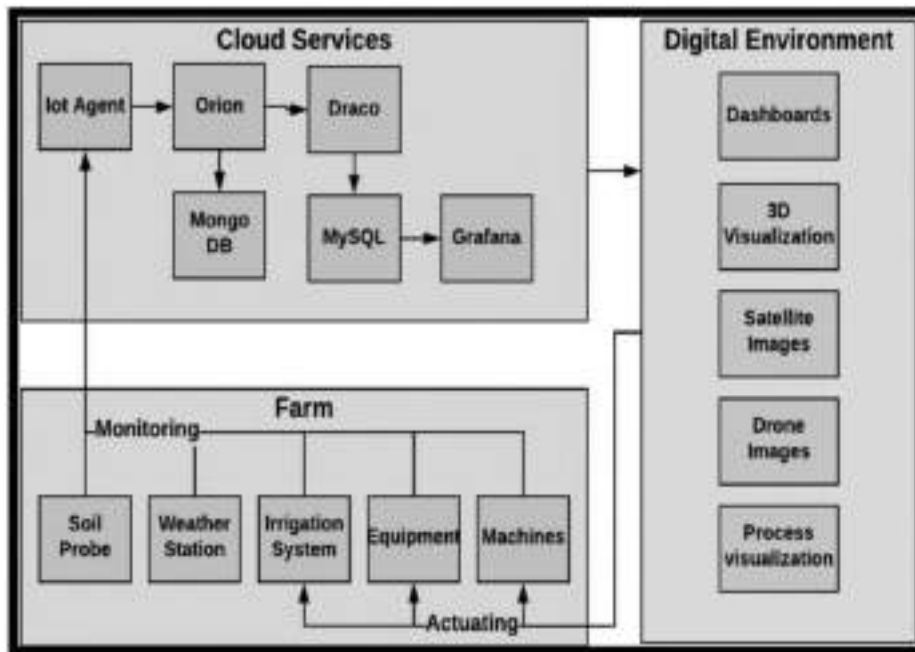 Cloud Services
Iot Agent
Orion
Draco
Mongo
DB
MySQL
Grafana
Digital Environment
Dashboards
3D
Visualization
Satellite
Images
Drone
Images
Process
visualization
Farm
Monitoring
Soil
Probe
Weather
Station
Irrigation
System
Equipment
Machines
Actuating